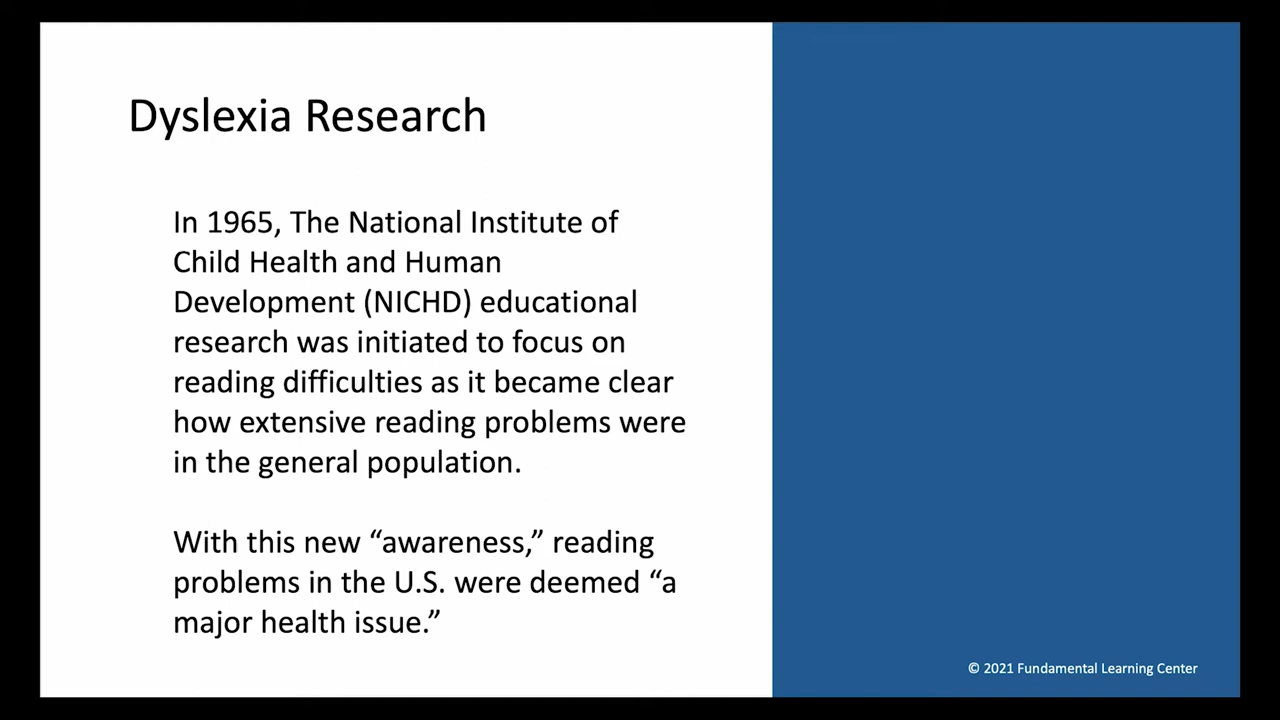 Dyslexia Research
In 1965, The National Institute of
Child Health and Human
Development (NICHD) educational
research was initiated to focus on
reading difficulties as it became clear
how extensive reading problems were
in the general population.
With this new “awareness,” reading
problems in the U.S. were deemed “a
major health issue.”
© 2021 Fundamental Learning Center